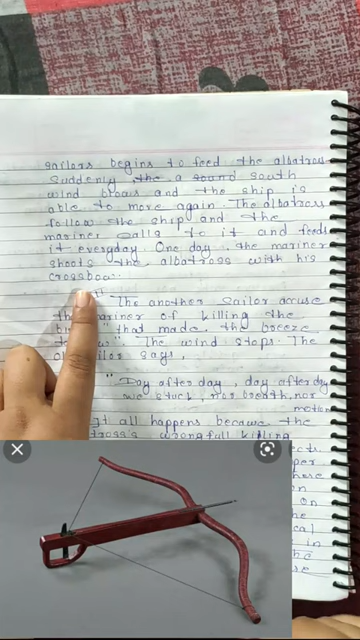 sailors begins to feed the albatross
Suddenly the a sound south
wind blows and the ship is
able to move again. The albatross
follow the ship and the
mariner calls to it and feeds
it everyday. One day, the mariner
shoots the albatross with his
crossbow.
II
The another Sailor accuse
the mariner of killing the
"that made the breeze
The wind stops. The
sailor says,
"Day after day, day after day
we stuck, nor breath, nor
motion
all happens because the
wrongfull killing